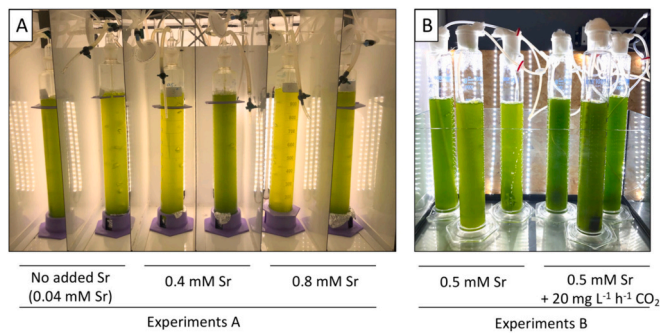 A
B
No added Sr
(0.04 mM Sr)
0.4 mM Sr
0.8 mM Sr
Experiments A
0.5 mM Sr
0.5 mM Sr
+ 20 mg L⁻¹ h⁻¹ CO₂
Experiments B